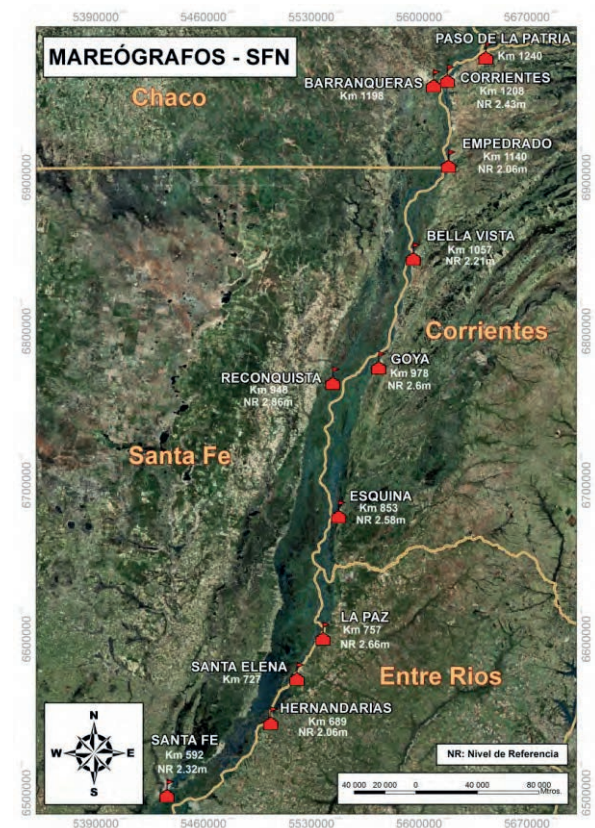 5390000 5460000 5530000 5600000 5670000
MAREÓGRAFOS - SFN
PASO DE LA PATRIA
Km 1240
CORRIENTES
Km 1208
NR 2.43m
BARRANQUERAS
Km 1198
Chaco
EMPEDRADO
Km 1140
NR 2.06m
6900000
6900000
BELLA VISTA
Km 1057
NR 2.21m
Corrientes
6800000
6800000
GOYA
Km 978
NR 2.6m
RECONQUISTA
Km 948
NR 2.86m
Santa Fe
6700000
6700000
ESQUINA
Km 853
NR 2.58m
6600000
6600000
LA PAZ
Km 757
NR 2.66m
SANTA ELENA
Km 727
Entre Rios
HERNANDARIAS
Km 689
NR 2.06m
SANTA FE
Km 592
NR 2.32m
N
W E
S
NR: Nivel de Referencia
40 000 20 000 0 40 000 80 000
Mtros.
6500000
6500000
5390000 5460000 5530000 5600000 5670000